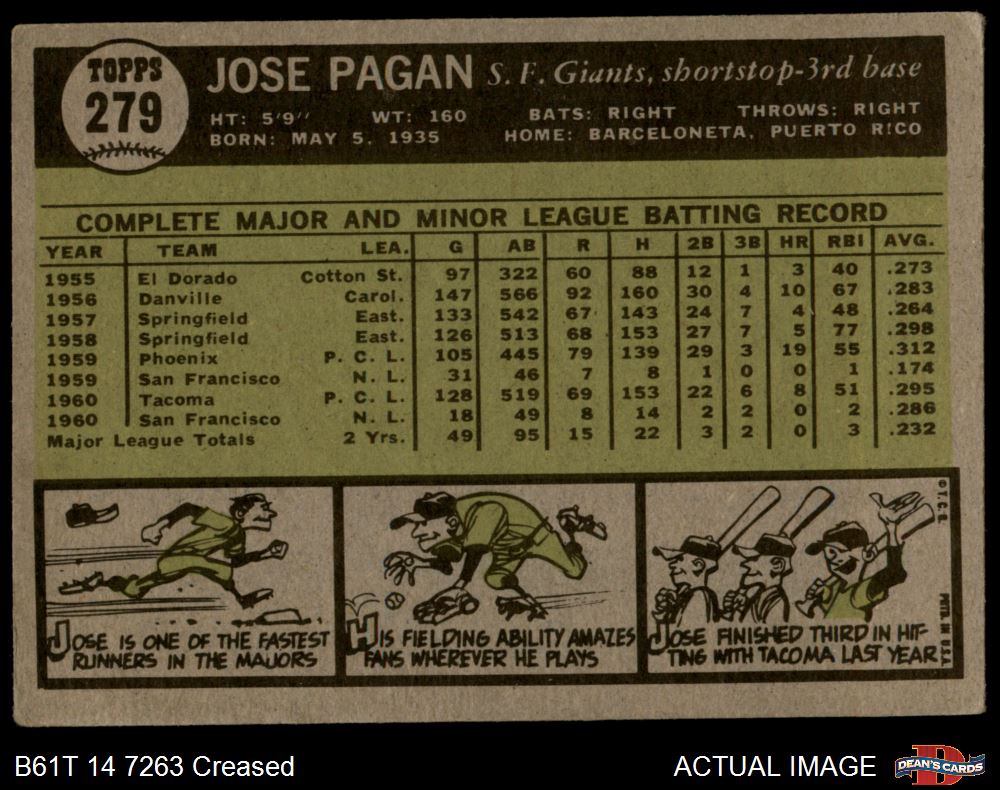 TOPPS
279
JOSE PAGAN S. F. Giants, shortstop-3rd base
HT: 5'9" WT: 160 BATS: RIGHT THROWS: RIGHT
BORN: MAY 5, 1935 HOME: BARCELONETA, PUERTO RICO
COMPLETE MAJOR AND MINOR LEAGUE BATTING RECORD
YEAR TEAM LEA. G AB R H 2B 3B HR RBI AVG.
1955 El Dorado Cotton St. 97 322 60 88 12 1 3 40 .273
1956 Danville Carol. 147 566 92 160 30 4 10 67 .283
1957 Springfield East. 133 542 67 143 24 7 4 48 .264
1958 Springfield East. 126 513 68 153 27 7 5 77 .298
1959 Phoenix P. C. L. 105 445 79 139 29 3 19 55 .312
1959 San Francisco N. L. 31 46 7 8 1 0 0 1 .174
1960 Tacoma P. C. L. 128 519 69 153 22 6 8 51 .295
1960 San Francisco N. L. 18 49 8 14 2 2 0 2 .286
Major League Totals 2 Yrs. 49 95 15 22 3 2 0 3 .232
JOSE IS ONE OF THE FASTEST
RUNNERS IN THE MAJORS
HIS FIELDING ABILITY AMAZES
FANS WHEREVER HE PLAYS
JOSE FINISHED THIRD IN HIT-
TING WITH TACOMA LAST YEAR
© T.C.G. PRTD. IN U.S.A.
B61T 14 7263 Creased
ACTUAL IMAGE
DEAN'S CARDS